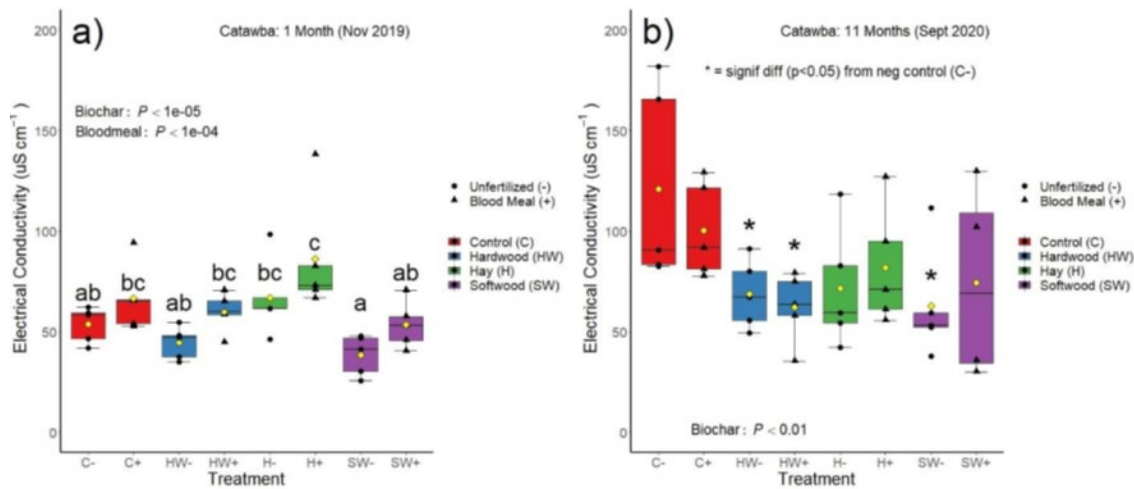 a)
Catawba: 1 Month (Nov 2019)
Biochar: P < 1e-05
Bloodmeal: P < 1e-04
Electrical Conductivity (uS cm⁻¹)
200
150
100
50
0
ab
bc
ab
bc
bc
c
a
ab
C-
C+
HW-
HW+
H-
H+
SW-
SW+
Treatment
Unfertilized (-)
Blood Meal (+)
Control (C)
Hardwood (HW)
Hay (H)
Softwood (SW)
b)
Catawba: 11 Months (Sept 2020)
* = signif diff (p<0.05) from neg control (C-)
Electrical Conductivity (uS cm⁻¹)
200
150
100
50
0
*
*
*
Biochar: P < 0.01
C-
C+
HW-
HW+
H-
H+
SW-
SW+
Treatment
Unfertilized (-)
Blood Meal (+)
Control (C)
Hardwood (HW)
Hay (H)
Softwood (SW)